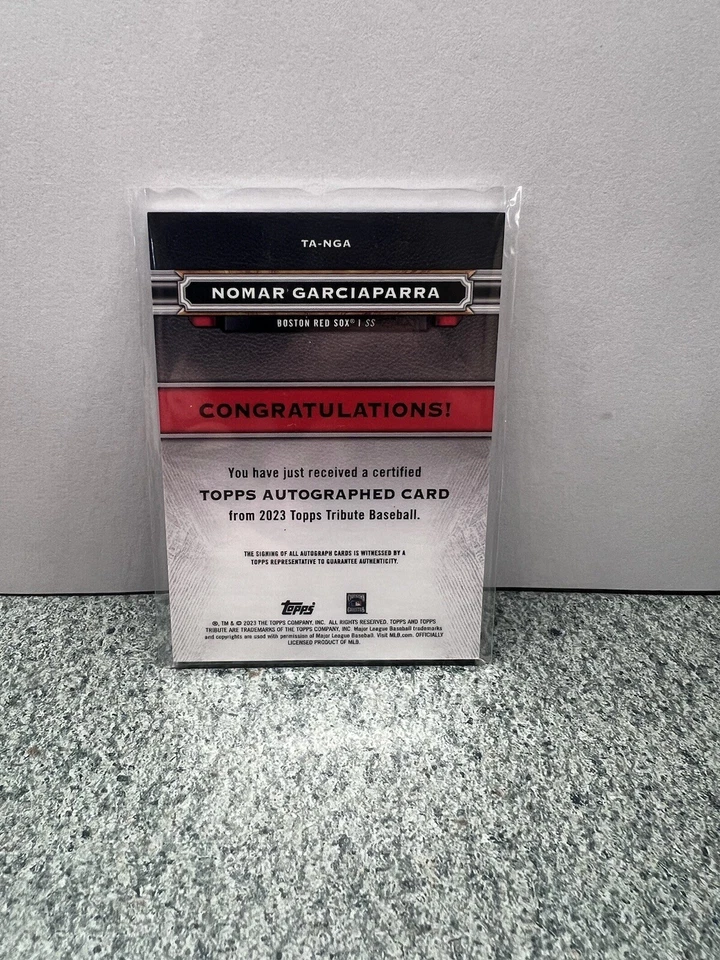 TA-NGA
NOMAR GARCIAPARRA
BOSTON RED SOX® | SS
CONGRATULATIONS!
You have just received a certified
TOPPS AUTOGRAPHED CARD
from 2023 Topps Tribute Baseball.
THE SIGNING OF ALL AUTOGRAPH CARDS IS WITNESSED BY A
TOPPS REPRESENTATIVE TO GUARANTEE AUTHENTICITY.
topps
®, TM & © 2023 THE TOPPS COMPANY, INC. ALL RIGHTS RESERVED. TOPPS AND TOPPS
TRIBUTE ARE TRADEMARKS OF THE TOPPS COMPANY, INC. Major League Baseball trademarks
and copyrights are used with permission of Major League Baseball. Visit MLB.com. OFFICIALLY
LICENSED PRODUCT OF MLB.